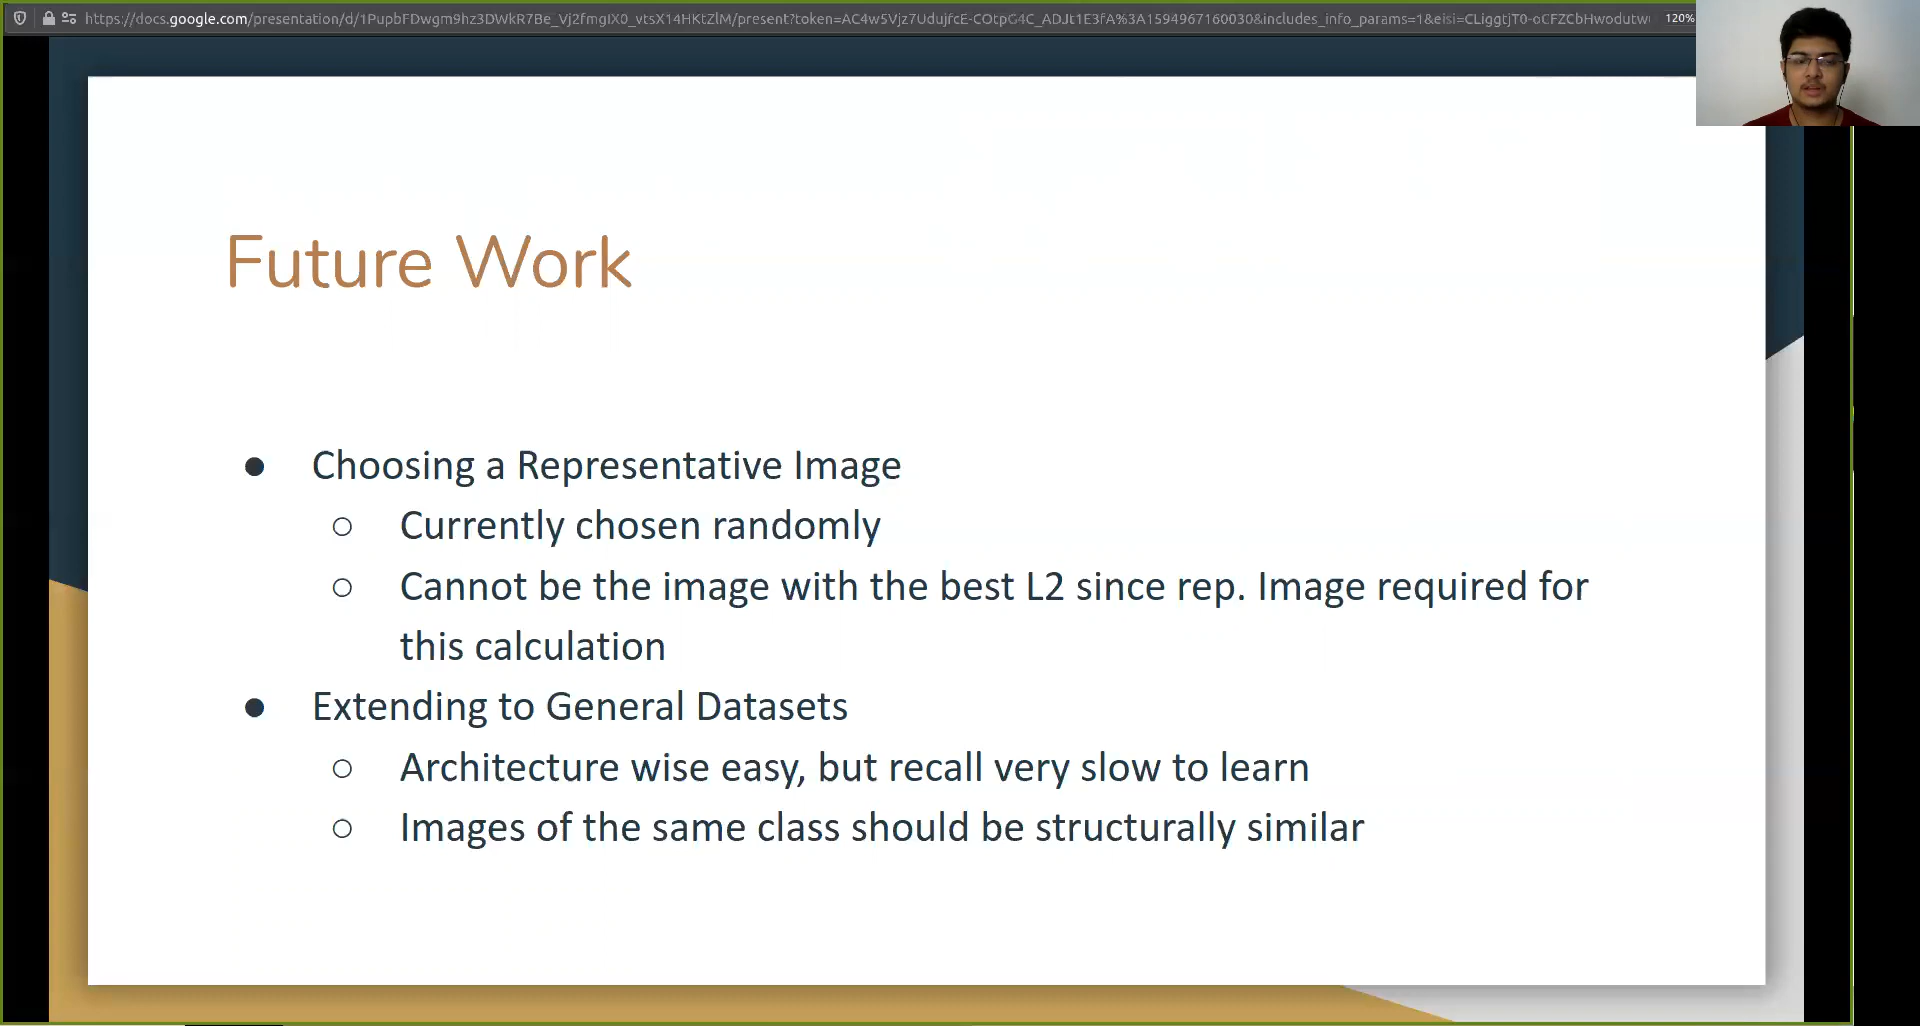 https://docs.google.com/presentation/d/1PupbFDwgm9hz3DWkR7Be_Vj2fmgIX0_vtsX14HKtZlM/present?token=AC4w5Vjz7UdujfcE-COtpG4C_ADJt1E3fA%3A1594967160030&includes_info_params=1&eisi=CLiggtjT0-oCFZCbHwodutw 120%
Future Work
● Choosing a Representative Image
○ Currently chosen randomly
○ Cannot be the image with the best L2 since rep. Image required for
this calculation
● Extending to General Datasets
○ Architecture wise easy, but recall very slow to learn
○ Images of the same class should be structurally similar